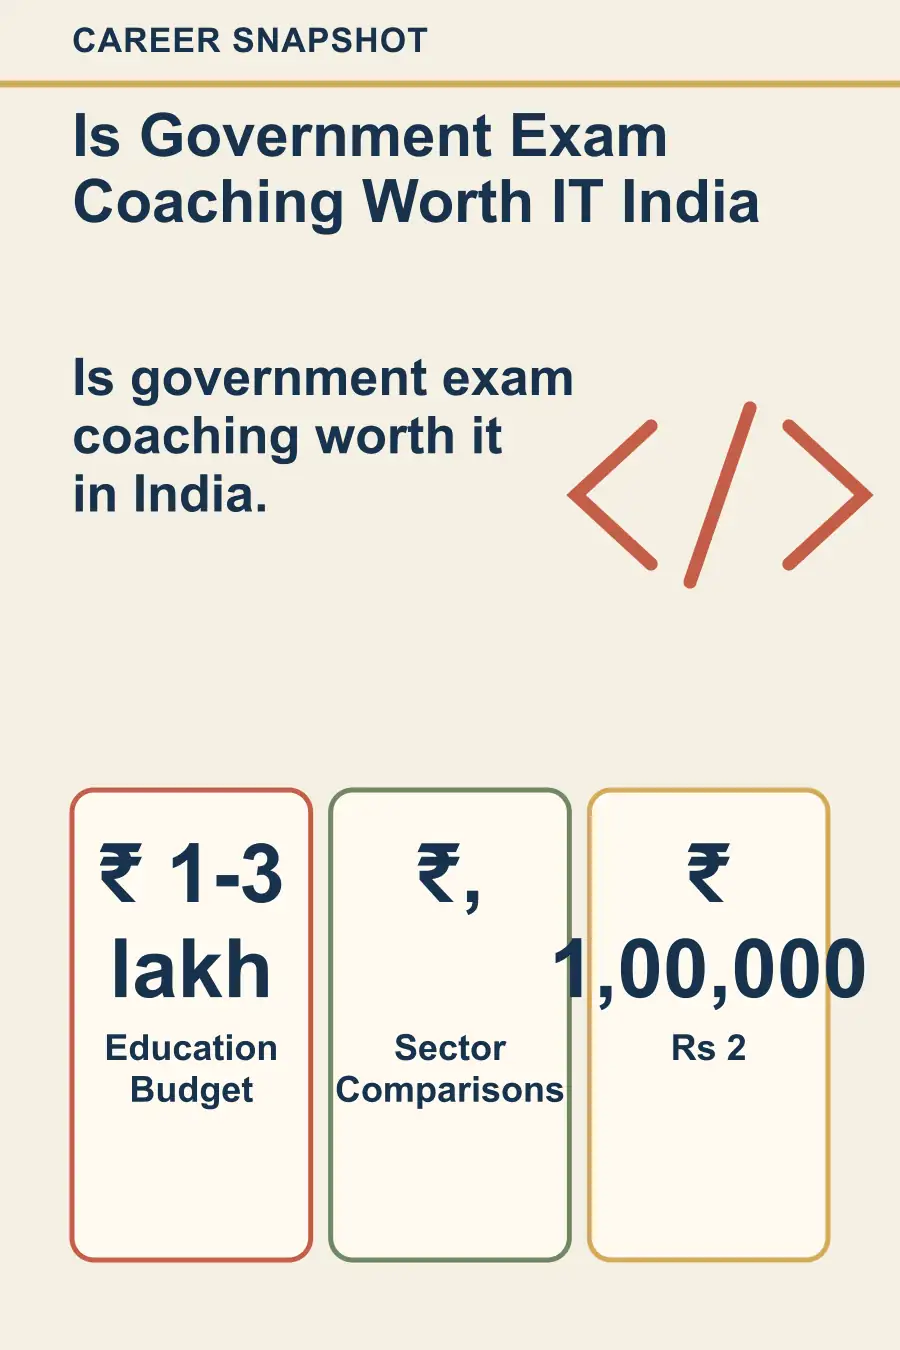 CAREER SNAPSHOT
Is Government Exam
Coaching Worth IT India
Is government exam
coaching worth it
in India.
₹ 1-3
lakh
Education
Budget
₹,
Sector
Comparisons
₹
1,00,000
Rs 2